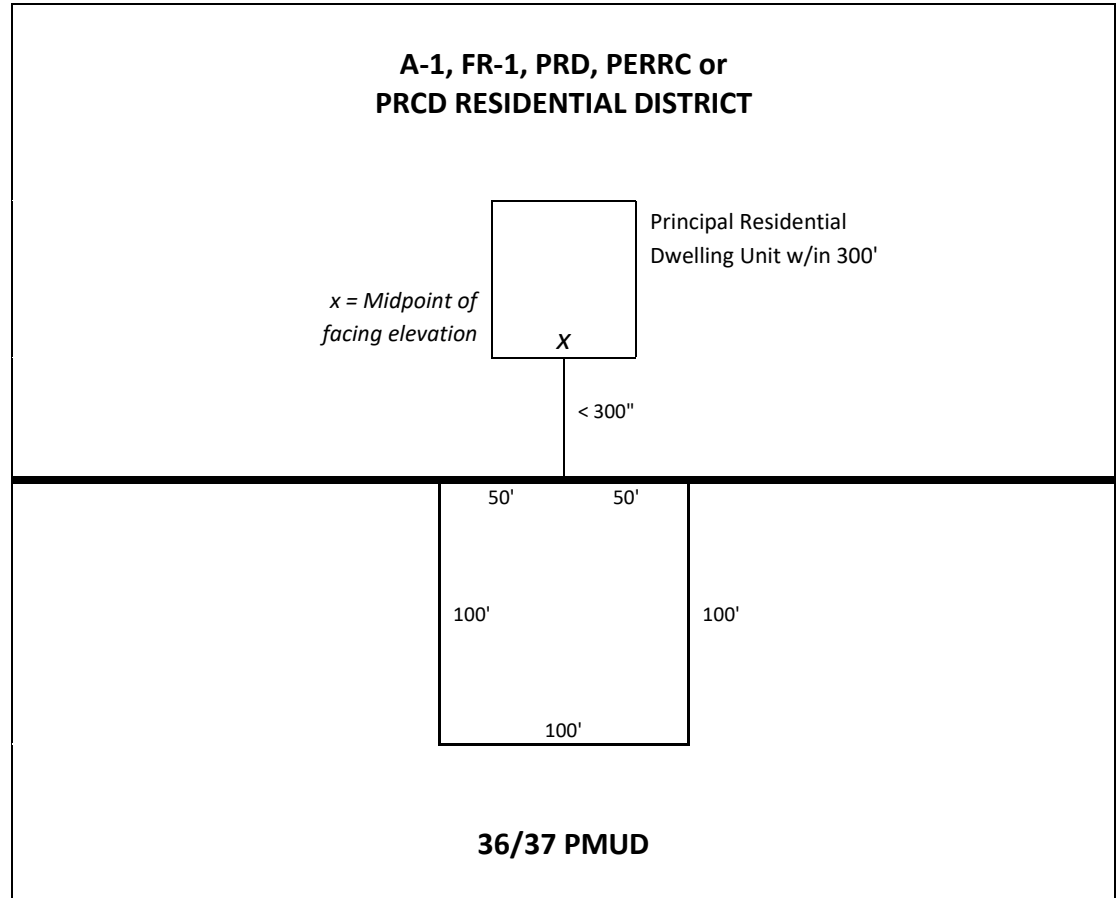 A-1, FR-1, PRD, PERRC or
PRCD RESIDENTIAL DISTRICT
Principal Residential
Dwelling Unit w/in 300'
x = Midpoint of
facing elevation
x
< 300"
50' 50'
100' 100'
100'
36/37 PMUD